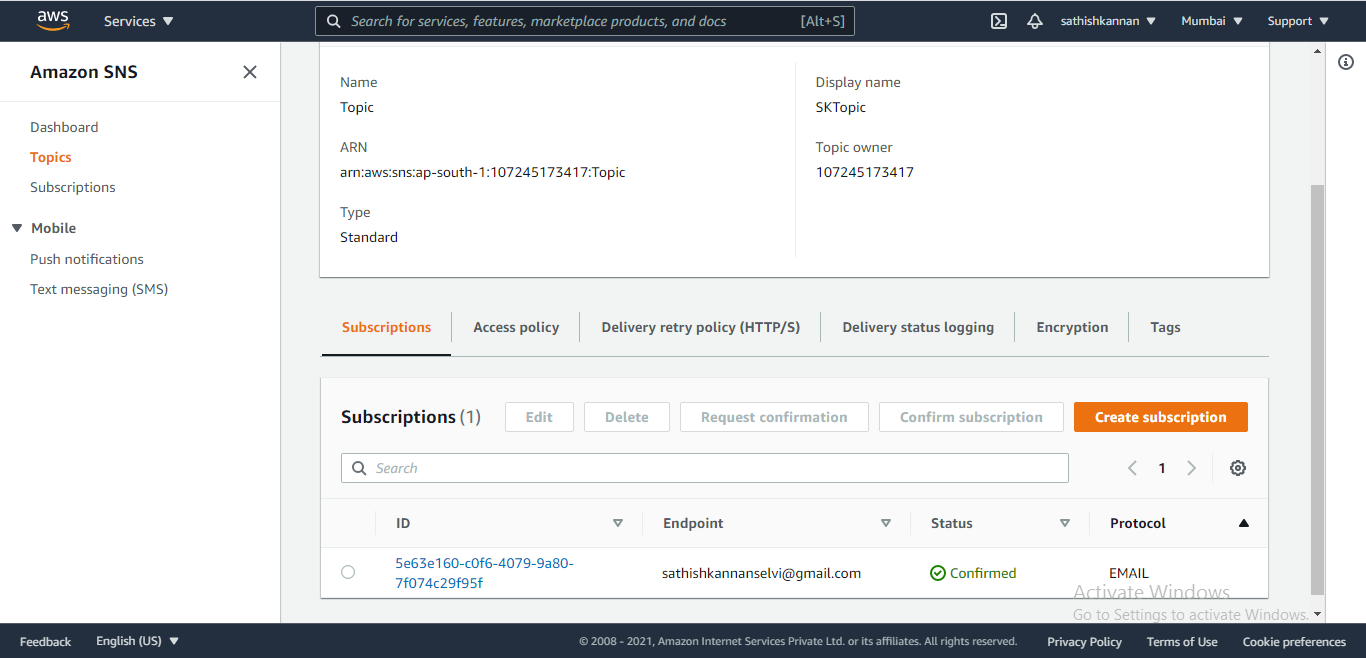 aws Services Search for services, features, marketplace products, and docs [Alt+S] sathishkannan Mumbai Support
Amazon SNS
Dashboard
Topics
Subscriptions
Mobile
Push notifications
Text messaging (SMS)
Name
Topic
Display name
SKTopic
ARN
arn:aws:sns:ap-south-1:107245173417:Topic
Topic owner
107245173417
Type
Standard
Subscriptions Access policy Delivery retry policy (HTTP/S) Delivery status logging Encryption Tags
Subscriptions (1) Edit Delete Request confirmation Confirm subscription Create subscription
Search 1
ID Endpoint Status Protocol
5e63e160-c0f6-4079-9a80-
7f074c29f95f
sathishkannanselvi@gmail.com Confirmed EMAIL
Activate Windows
Go to Settings to activate Windows.
Feedback English (US) © 2008 - 2021, Amazon Internet Services Private Ltd. or its affiliates. All rights reserved. Privacy Policy Terms of Use Cookie preferences